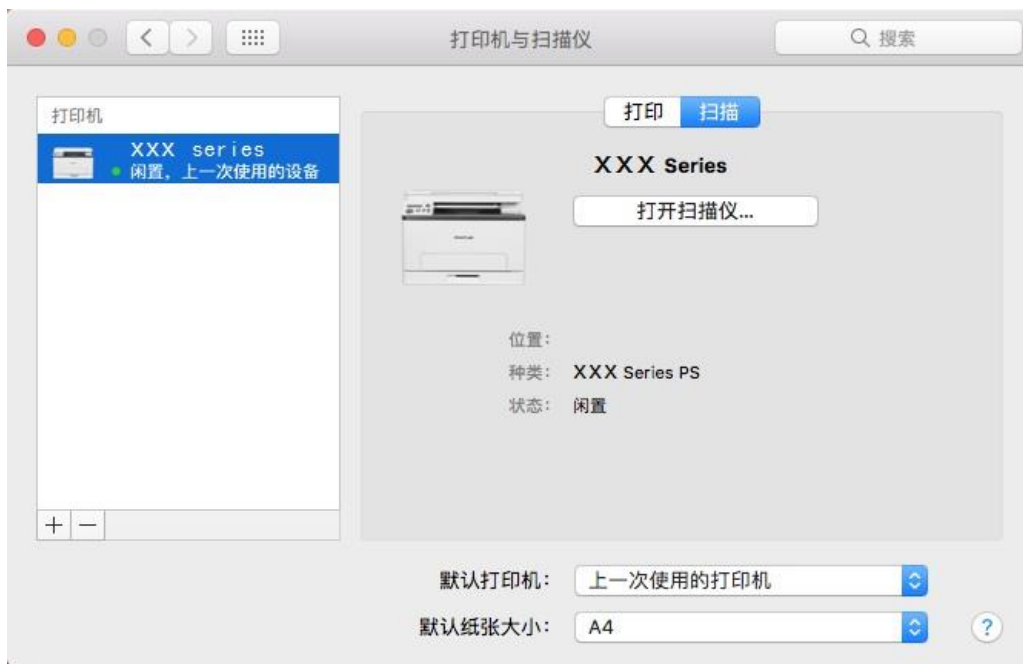 打印机与扫描仪
搜索
打印机
XXX series
闲置，上一次使用的设备
打印 扫描
XXX Series
打开扫描仪...
位置：
种类： XXX Series PS
状态： 闲置
+ −
默认打印机： 上一次使用的打印机
默认纸张大小： A4
?